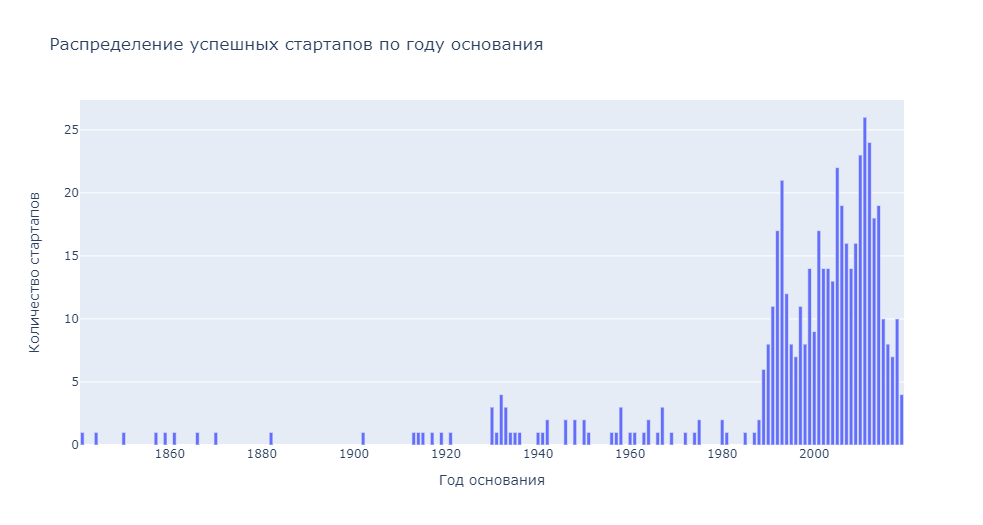 Распределение успешных стартапов по году основания
Количество стартапов
25
20
15
10
5
0
1860 1880 1900 1920 1940 1960 1980 2000
Год основания